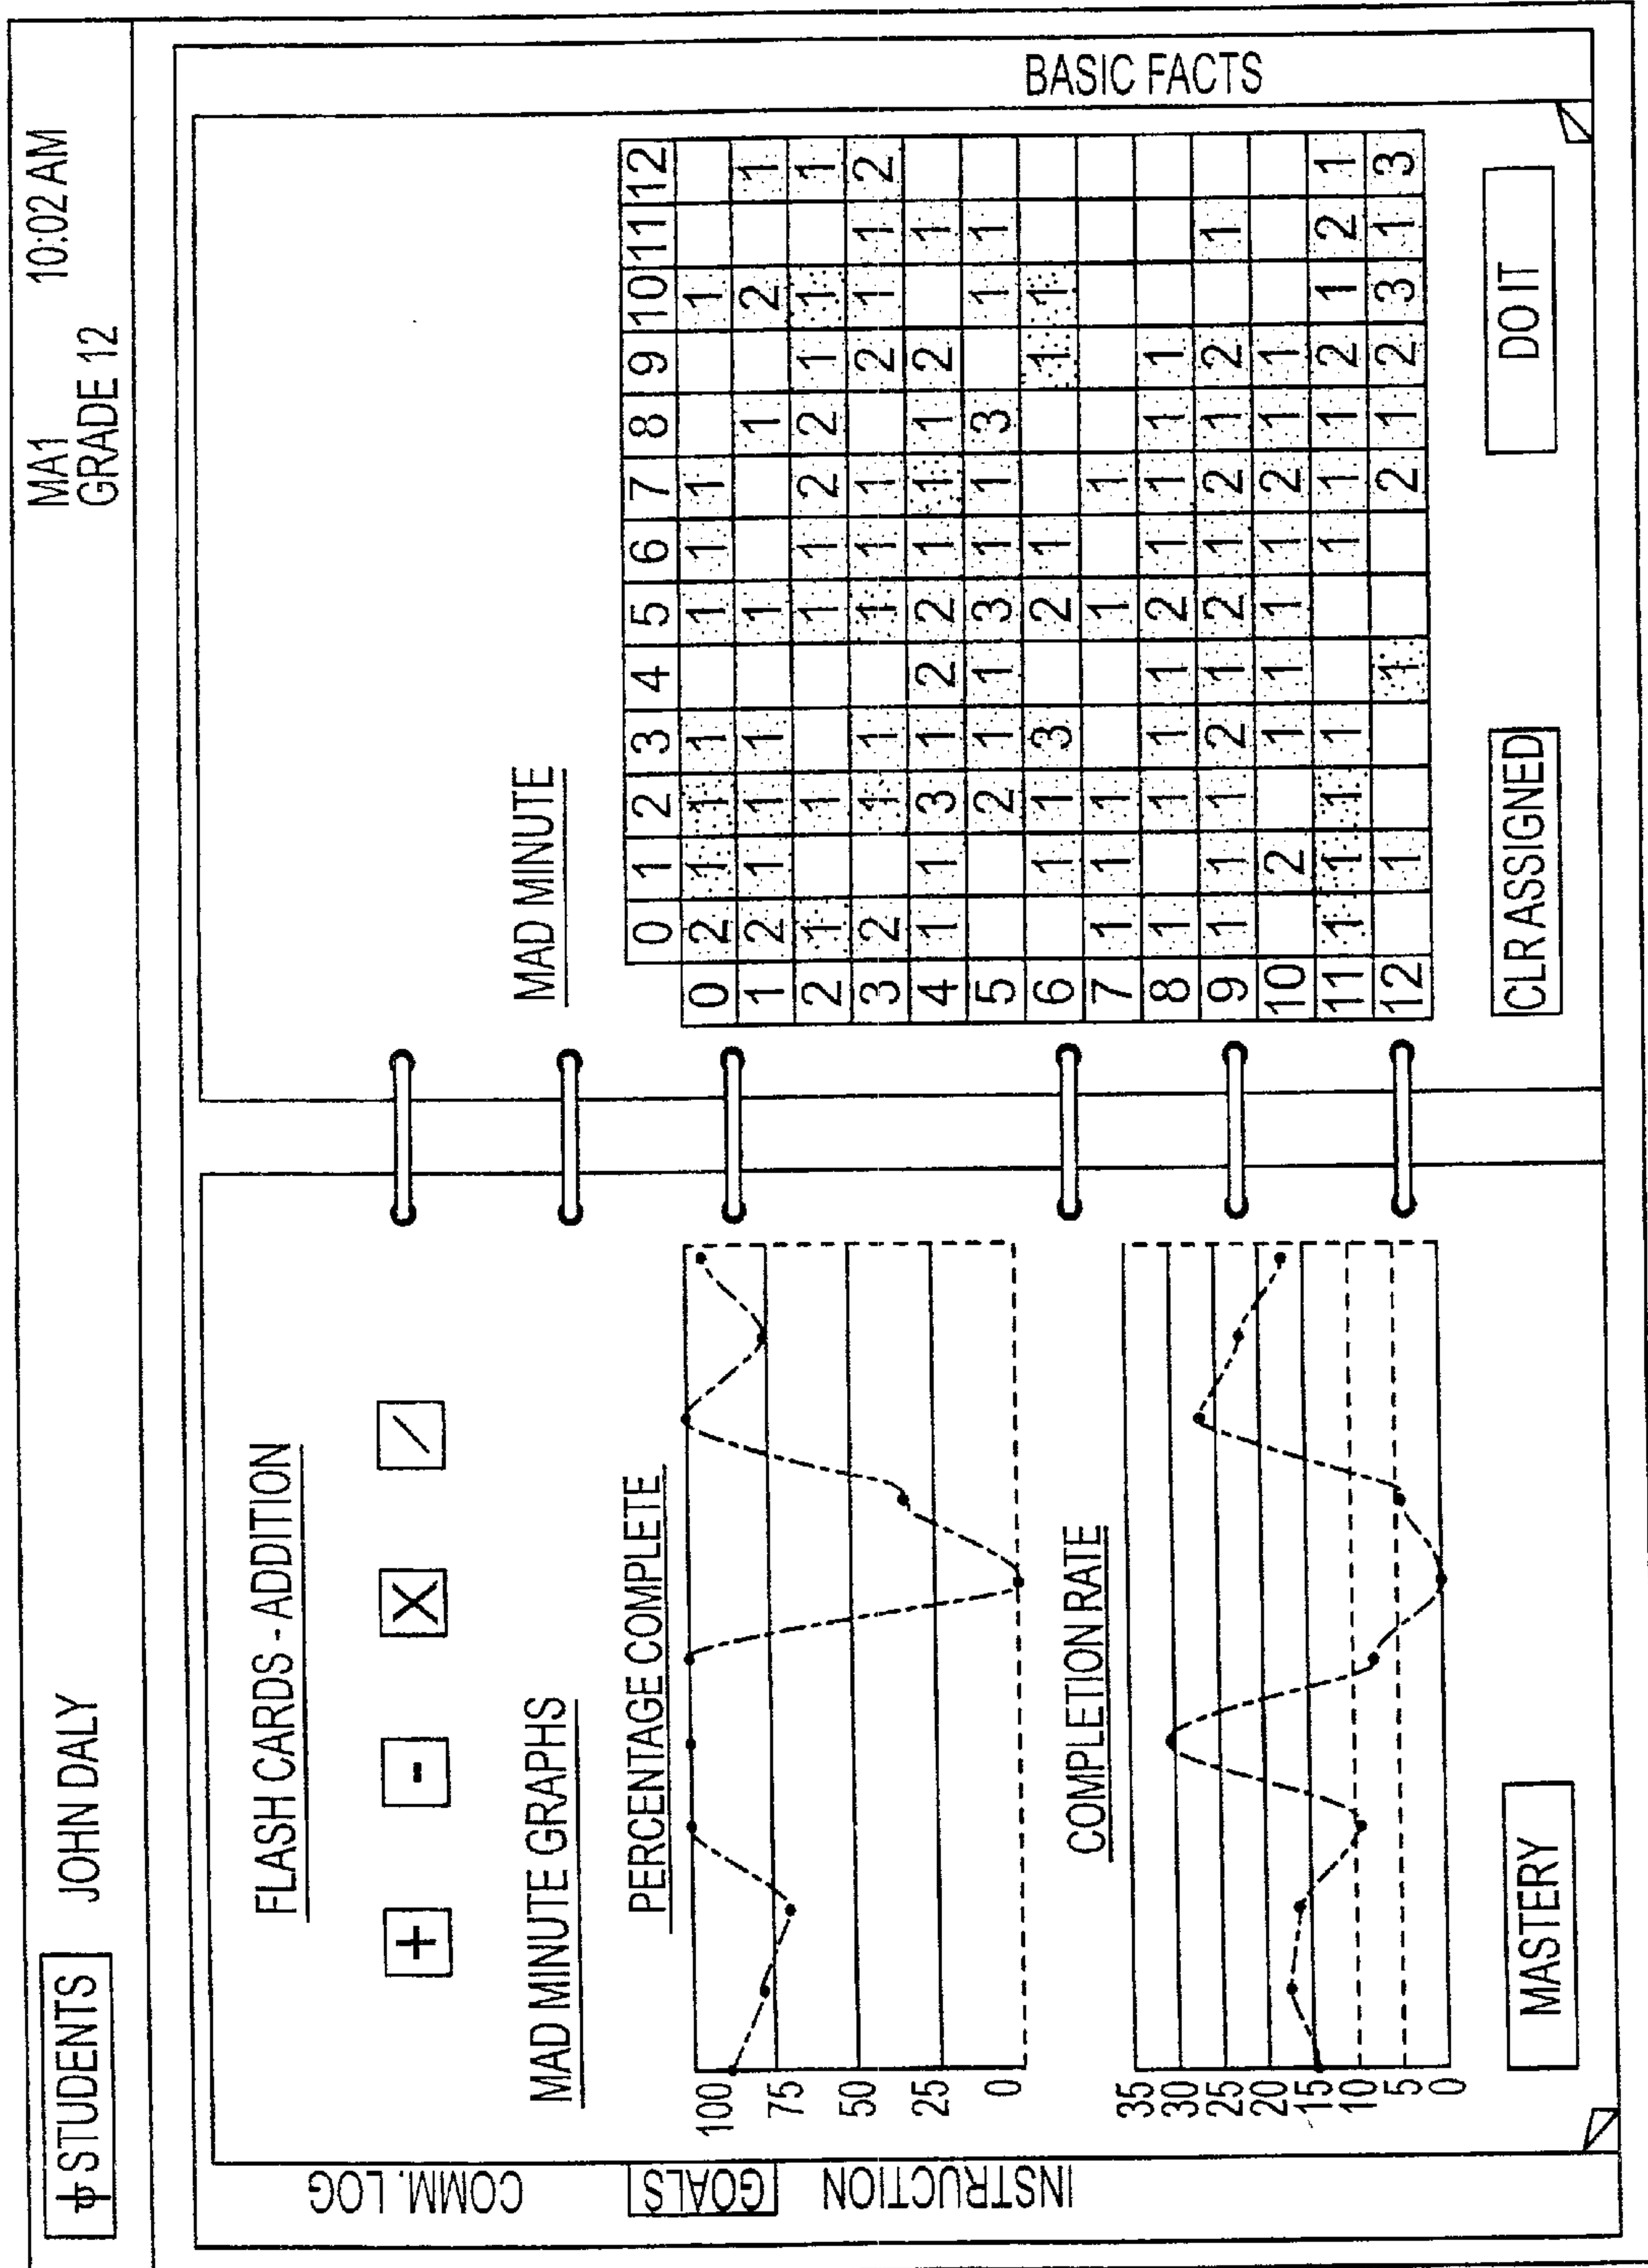 STUDENTS JOHN DALY MA1 10:02 AM
GRADE 12
COMM. LOG
GOALS
INSTRUCTION
FLASH CARDS - ADDITION
+ - X /
MAD MINUTE GRAPHS
PERCENTAGE COMPLETE
100
75
50
25
0
COMPLETION RATE
35
30
25
20
15
10
5
0
MASTERY
MAD MINUTE
0 1 2 3 4 5 6 7 8 9 10 11 12
0 2 1 1 1 1 1 1 1
1 2 1 1 1 1 1 2 1
2 1 1 1 1 2 2 1 1 1
3 2 1 1 1 1 1 2 1 1 2
4 1 1 3 1 2 2 1 1 1 2 1
5 2 1 1 3 1 1 3 1 1
6 1 1 3 2 1 1 1
7 1 1 1 1 1
8 1 1 1 1 2 1 1 1 1
9 1 1 1 2 1 2 1 2 1 2 1
10 2 1 1 1 1 2 1 1
11 1 1 1 1 1 1 1 2 1 2 1
12 1 1 2 1 2 3 1 3
CLR ASSIGNED DO IT
BASIC FACTS